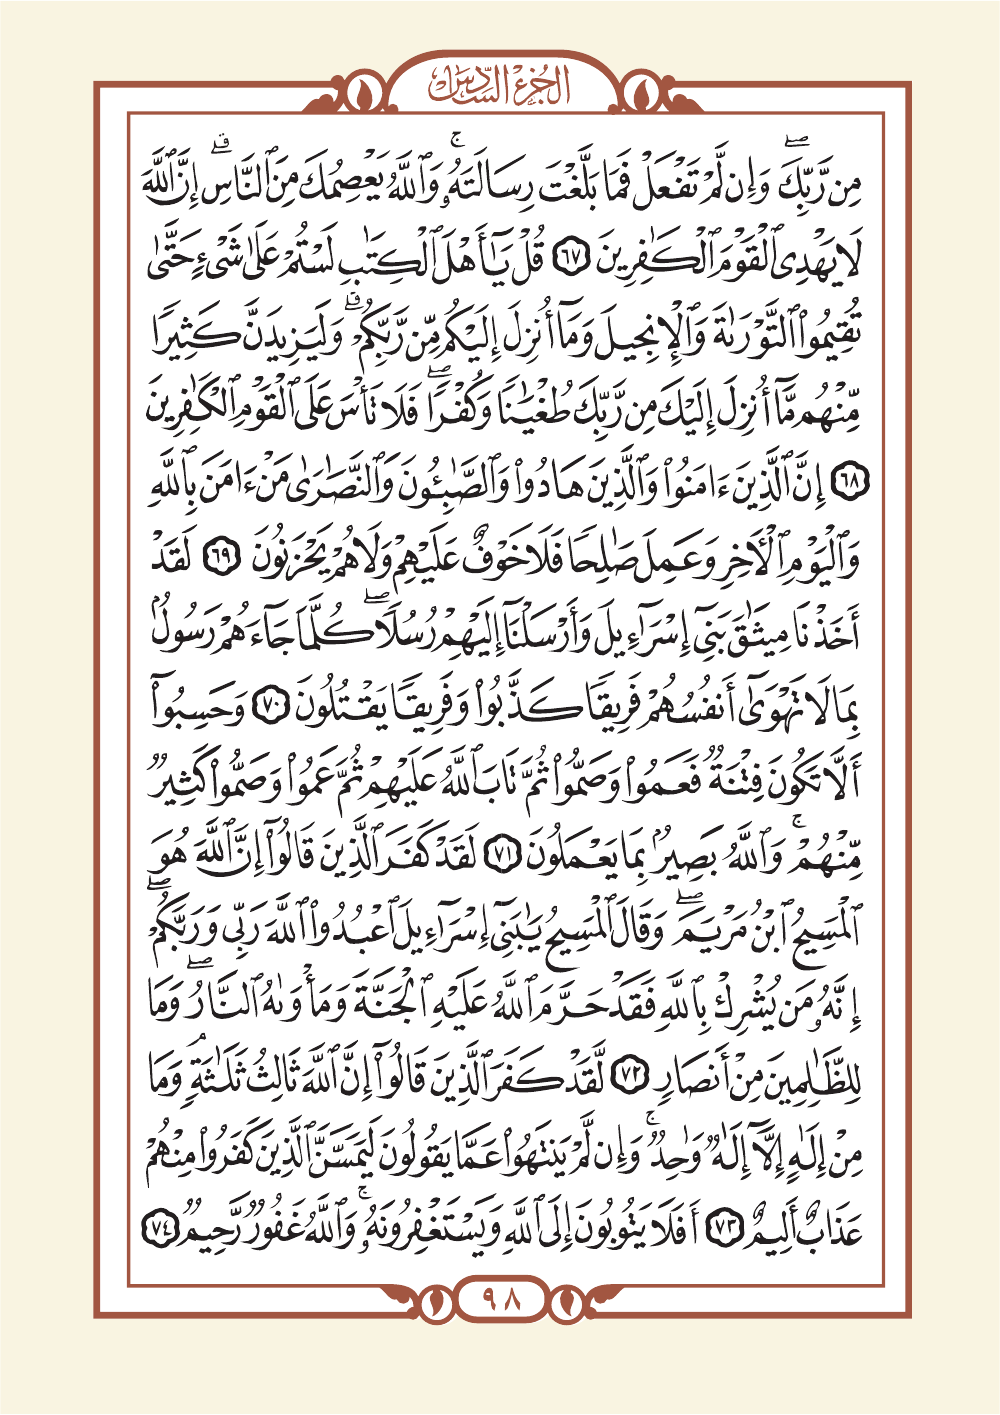 الجُزءُ السَّادِسُ
مِن رَّبِّكَۖ وَإِن لَّمْ تَفْعَلْ فَمَا بَلَّغْتَ رِسَالَتَهُۥۚ وَٱللَّهُ يَعْصِمُكَ مِنَ ٱلنَّاسِۗ إِنَّ ٱللَّهَ
لَا يَهْدِى ٱلْقَوْمَ ٱلْكَٰفِرِينَ ٦٧ قُلْ يَٰٓأَهْلَ ٱلْكِتَٰبِ لَسْتُمْ عَلَىٰ شَىْءٍ حَتَّىٰ
تُقِيمُوا۟ ٱلتَّوْرَىٰةَ وَٱلْإِنجِيلَ وَمَآ أُنزِلَ إِلَيْكُم مِّن رَّبِّكُمْۗ وَلَيَزِيدَنَّ كَثِيرًا
مِّنْهُم مَّآ أُنزِلَ إِلَيْكَ مِن رَّبِّكَ طُغْيَٰنًا وَكُفْرًاۖ فَلَا تَأْسَ عَلَى ٱلْقَوْمِ ٱلْكَٰفِرِينَ
٦٨ إِنَّ ٱلَّذِينَ ءَامَنُوا۟ وَٱلَّذِينَ هَادُوا۟ وَٱلصَّٰبِـُٔونَ وَٱلنَّصَٰرَىٰ مَنْ ءَامَنَ بِٱللَّهِ
وَٱلْيَوْمِ ٱلْءَاخِرِ وَعَمِلَ صَٰلِحًا فَلَا خَوْفٌ عَلَيْهِمْ وَلَا هُمْ يَحْزَنُونَ ٦٩ لَقَدْ
أَخَذْنَا مِيثَٰقَ بَنِىٓ إِسْرَٰٓءِيلَ وَأَرْسَلْنَآ إِلَيْهِمْ رُسُلًاۖ كُلَّمَا جَآءَهُمْ رَسُولٌۢ
بِمَا لَا تَهْوَىٰٓ أَنفُسُهُمْ فَرِيقًا كَذَّبُوا۟ وَفَرِيقًا يَقْتُلُونَ ٧٠ وَحَسِبُوٓا۟
أَلَّا تَكُونَ فِتْنَةٌ فَعَمُوا۟ وَصَمُّوا۟ ثُمَّ تَابَ ٱللَّهُ عَلَيْهِمْ ثُمَّ عَمُوا۟ وَصَمُّوا۟ كَثِيرٌ
مِّنْهُمْۚ وَٱللَّهُ بَصِيرٌۢ بِمَا يَعْمَلُونَ ٧١ لَقَدْ كَفَرَ ٱلَّذِينَ قَالُوٓا۟ إِنَّ ٱللَّهَ هُوَ
ٱلْمَسِيحُ ٱبْنُ مَرْيَمَۖ وَقَالَ ٱلْمَسِيحُ يَٰبَنِىٓ إِسْرَٰٓءِيلَ ٱعْبُدُوا۟ ٱللَّهَ رَبِّى وَرَبَّكُمْۖ
إِنَّهُۥ مَن يُشْرِكْ بِٱللَّهِ فَقَدْ حَرَّمَ ٱللَّهُ عَلَيْهِ ٱلْجَنَّةَ وَمَأْوَىٰهُ ٱلنَّارُۖ وَمَا
لِلظَّٰلِمِينَ مِنْ أَنصَارٍ ٧٢ لَّقَدْ كَفَرَ ٱلَّذِينَ قَالُوٓا۟ إِنَّ ٱللَّهَ ثَالِثُ ثَلَٰثَةٍۘ وَمَا
مِنْ إِلَٰهٍ إِلَّآ إِلَٰهٌ وَٰحِدٌۚ وَإِن لَّمْ يَنتَهُوا۟ عَمَّا يَقُولُونَ لَيَمَسَّنَّ ٱلَّذِينَ كَفَرُوا۟ مِنْهُمْ
عَذَابٌ أَلِيمٌ ٧٣ أَفَلَا يَتُوبُونَ إِلَى ٱللَّهِ وَيَسْتَغْفِرُونَهُۥۚ وَٱللَّهُ غَفُورٌ رَّحِيمٌ ٧٤
٩٨